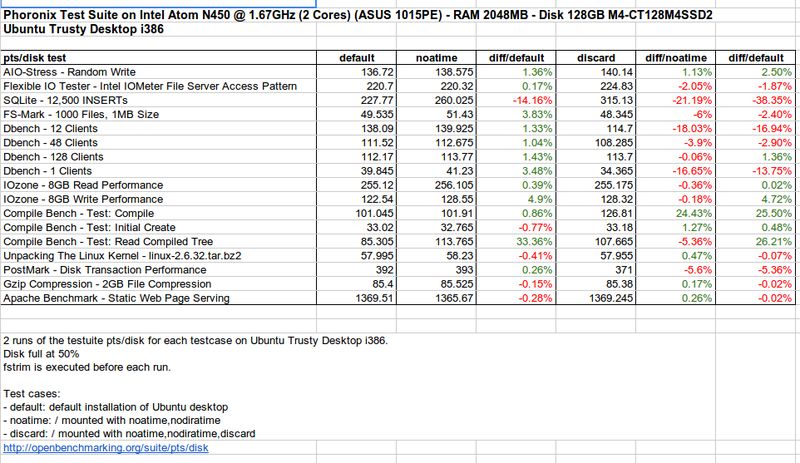 Phoronix Test Suite on Intel Atom N450 @ 1.67GHz (2 Cores) (ASUS 1015PE) - RAM 2048MB - Disk 128GB M4-CT128M4SSD2
Ubuntu Trusty Desktop i386
pts/disk test default noatime diff/default discard diff/noatime diff/default
AIO-Stress - Random Write 136.72 138.575 1.36% 140.14 1.13% 2.50%
Flexible IO Tester - Intel IOMeter File Server Access Pattern 220.7 220.32 0.17% 224.83 -2.05% -1.87%
SQLite - 12,500 INSERTs 227.77 260.025 -14.16% 315.13 -21.19% -38.35%
FS-Mark - 1000 Files, 1MB Size 49.535 51.43 3.83% 48.345 -6% -2.40%
Dbench - 12 Clients 138.09 139.925 1.33% 114.7 -18.03% -16.94%
Dbench - 48 Clients 111.52 112.675 1.04% 108.285 -3.9% -2.90%
Dbench - 128 Clients 112.17 113.77 1.43% 113.7 -0.06% 1.36%
Dbench - 1 Clients 39.845 41.23 3.48% 34.365 -16.65% -13.75%
IOzone - 8GB Read Performance 255.12 256.105 0.39% 255.175 -0.36% 0.02%
IOzone - 8GB Write Performance 122.54 128.55 4.9% 128.32 -0.18% 4.72%
Compile Bench - Test: Compile 101.045 101.91 0.86% 126.81 24.43% 25.50%
Compile Bench - Test: Initial Create 33.02 32.765 -0.77% 33.18 1.27% 0.48%
Compile Bench - Test: Read Compiled Tree 85.305 113.765 33.36% 107.665 -5.36% 26.21%
Unpacking The Linux Kernel - linux-2.6.32.tar.bz2 57.995 58.23 -0.41% 57.955 0.47% -0.07%
PostMark - Disk Transaction Performance 392 393 0.26% 371 -5.6% -5.36%
Gzip Compression - 2GB File Compression 85.4 85.525 -0.15% 85.38 0.17% -0.02%
Apache Benchmark - Static Web Page Serving 1369.51 1365.67 -0.28% 1369.245 0.26% -0.02%
2 runs of the testuite pts/disk for each testcase on Ubuntu Trusty Desktop i386.
Disk full at 50%
fstrim is executed before each run.
Test cases:
- default: default installation of Ubuntu desktop
- noatime: / mounted with noatime,nodiratime
- discard: / mounted with noatime,nodiratime,discard
http://openbenchmarking.org/suite/pts/disk